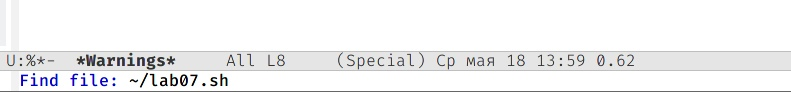 U:%*-  *Warnings*     All L8     (Special) Ср мая 18 13:59 0.62
Find file: ~/lab07.sh